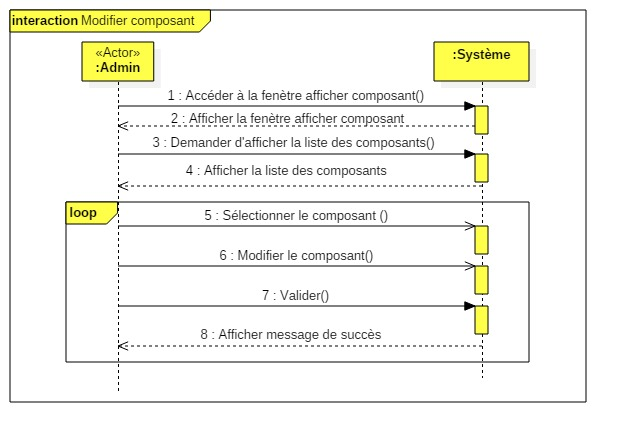 interaction Modifier composant
«Actor»
:Admin
:Système
1 : Accéder à la fenètre afficher composant()
2 : Afficher la fenètre afficher composant
3 : Demander d'afficher la liste des composants()
4 : Afficher la liste des composants
loop
5 : Sélectionner le composant ()
6 : Modifier le composant()
7 : Valider()
8 : Afficher message de succès